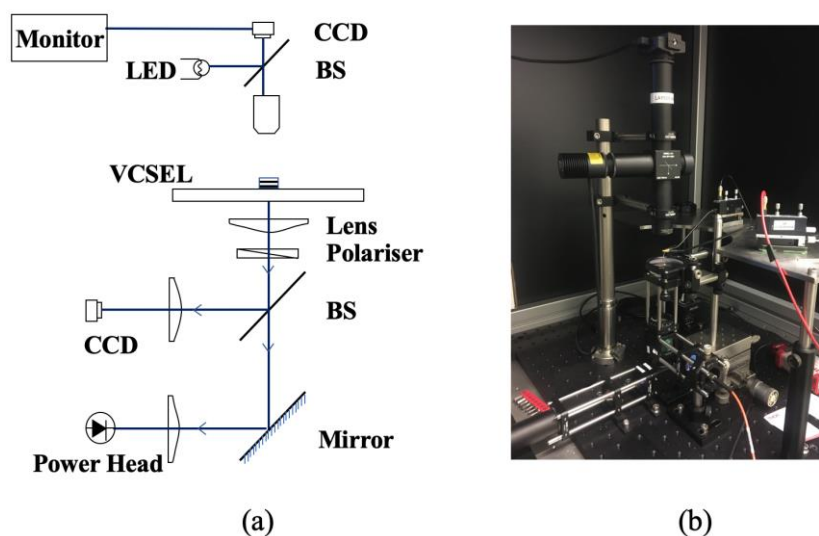 Monitor
CCD
LED
BS
VCSEL
Lens
Polariser
BS
CCD
Mirror
Power Head
(a)
(b)